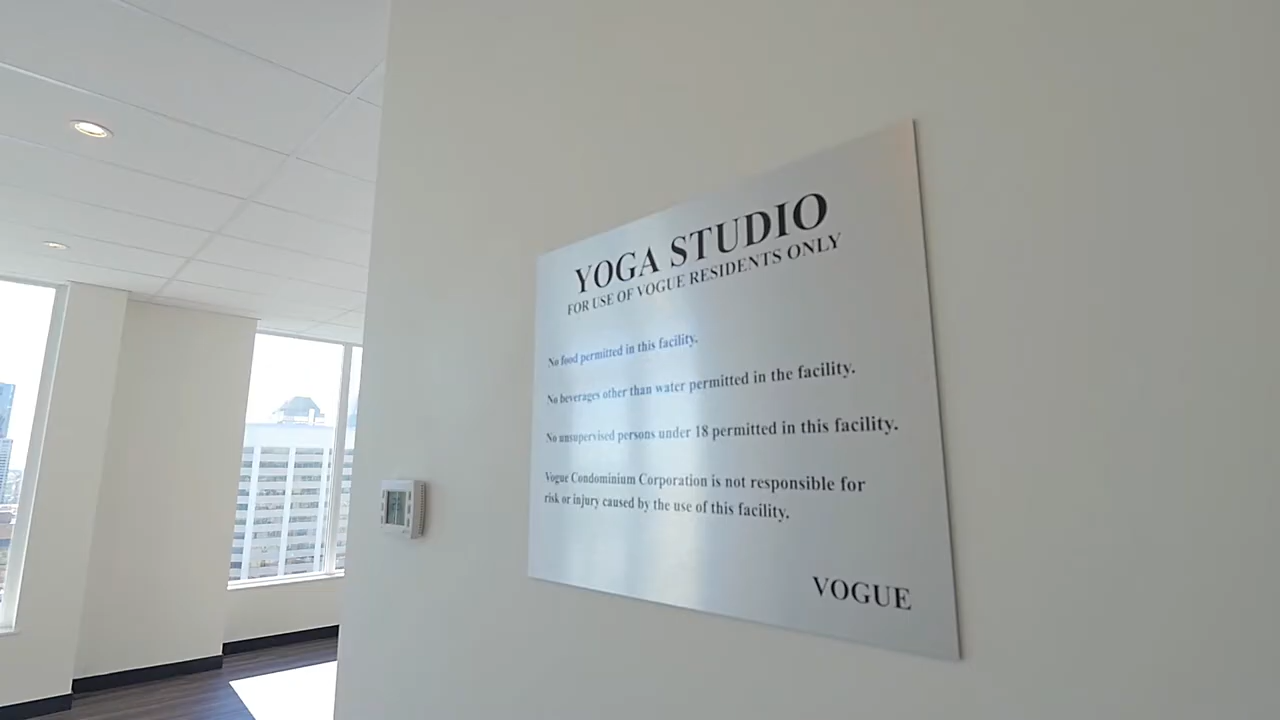 YOGA STUDIO
FOR USE OF VOGUE RESIDENTS ONLY
No food permitted in this facility.
No beverages other than water permitted in the facility.
No unsupervised persons under 18 permitted in this facility.
Vogue Condominium Corporation is not responsible for
risk or injury caused by the use of this facility.
VOGUE